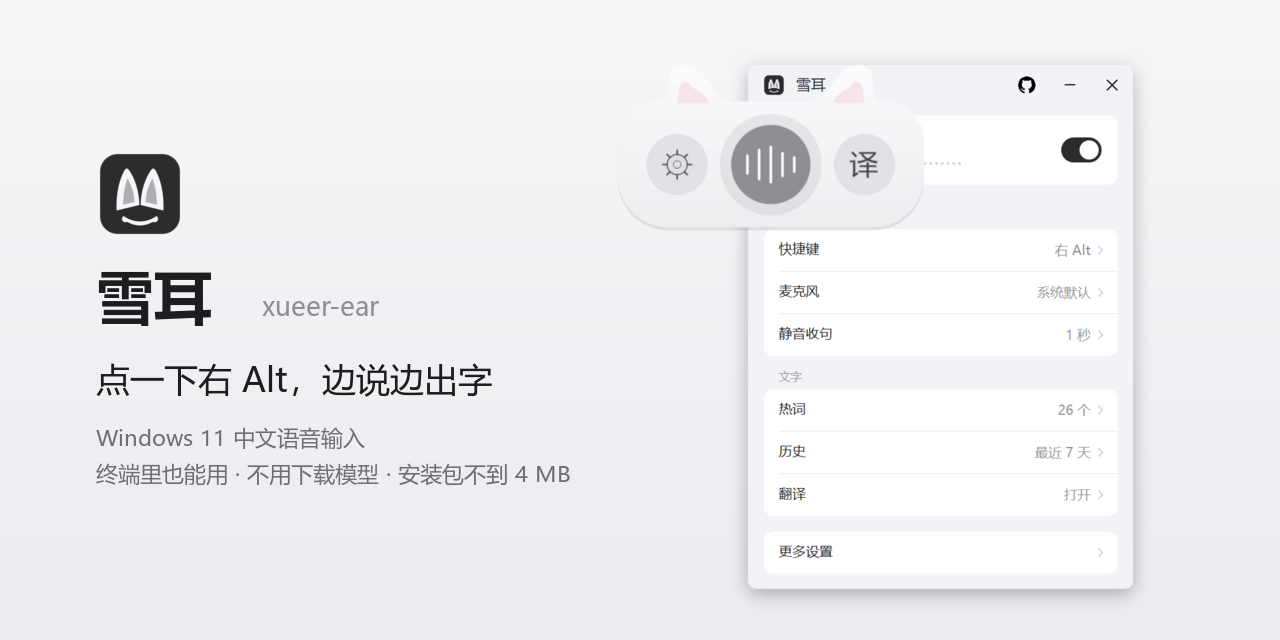 雪耳 xueer-ear
点一下右 Alt，边说边出字
Windows 11 中文语音输入
终端里也能用 · 不用下载模型 · 安装包不到 4 MB
雪耳
译
快捷键 右 Alt
麦克风 系统默认
静音收句 1 秒
文字
热词 26 个
历史 最近 7 天
翻译 打开
更多设置